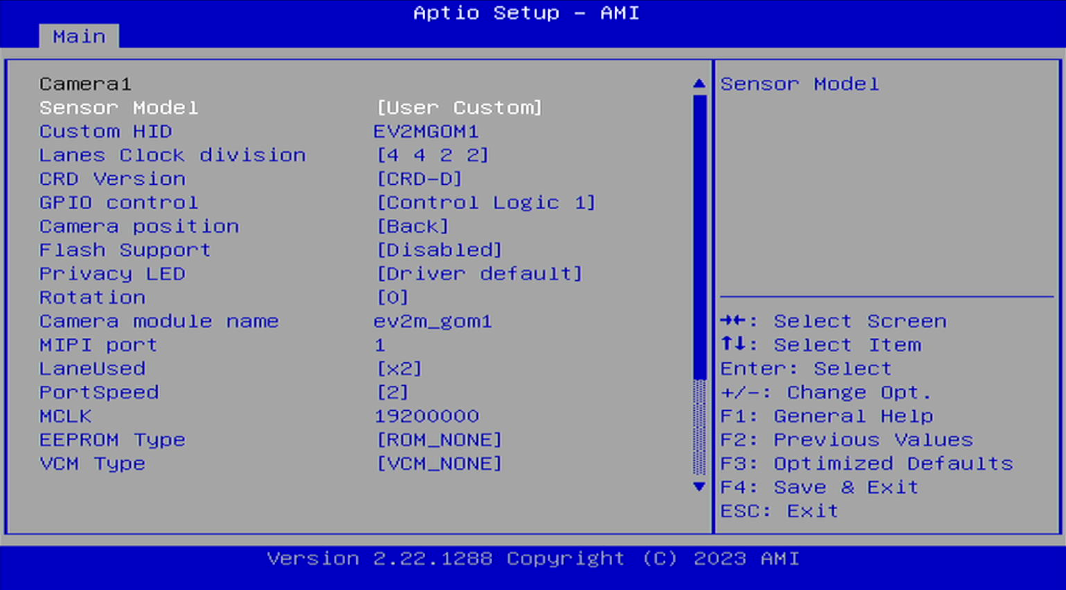 Aptio Setup – AMI
Main
Camera1
Sensor Model [User Custom]
Custom HID EV2MGOM1
Lanes Clock division [4 4 2 2]
CRD Version [CRD-D]
GPIO control [Control Logic 1]
Camera position [Back]
Flash Support [Disabled]
Privacy LED [Driver default]
Rotation [0]
Camera module name ev2m_gom1
MIPI port 1
LaneUsed [x2]
PortSpeed [2]
MCLK 19200000
EEPROM Type [ROM_NONE]
VCM Type [VCM_NONE]
Sensor Model
→←: Select Screen
↑↓: Select Item
Enter: Select
+/-: Change Opt.
F1: General Help
F2: Previous Values
F3: Optimized Defaults
F4: Save & Exit
ESC: Exit
Version 2.22.1288 Copyright (C) 2023 AMI